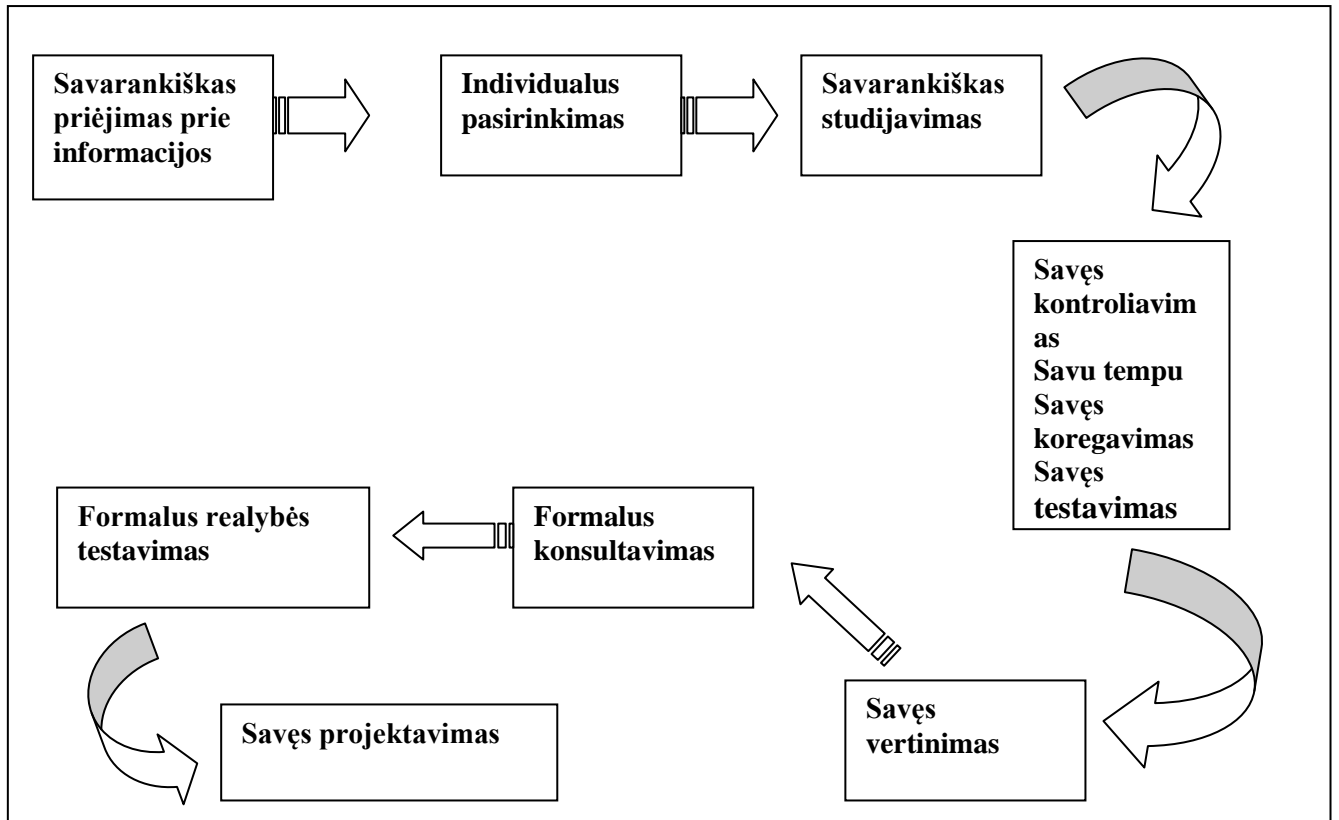 Savarankiškas
priėjimas prie
informacijos
Individualus
pasirinkimas
Savarankiškas
studijavimas
Savęs
kontroliavim
as
Savu tempu
Savęs
koregavimas
Savęs
testavimas
Savęs
vertinimas
Formalus
konsultavimas
Formalus realybės
testavimas
Savęs projektavimas